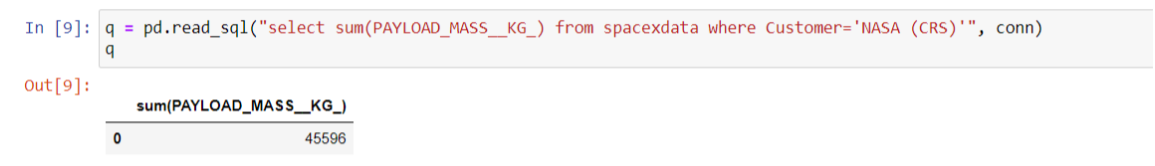 In [9]: q = pd.read_sql("select sum(PAYLOAD_MASS__KG_) from spacexdata where Customer='NASA (CRS)'", conn)
q
Out[9]:
sum(PAYLOAD_MASS__KG_)
0 45596